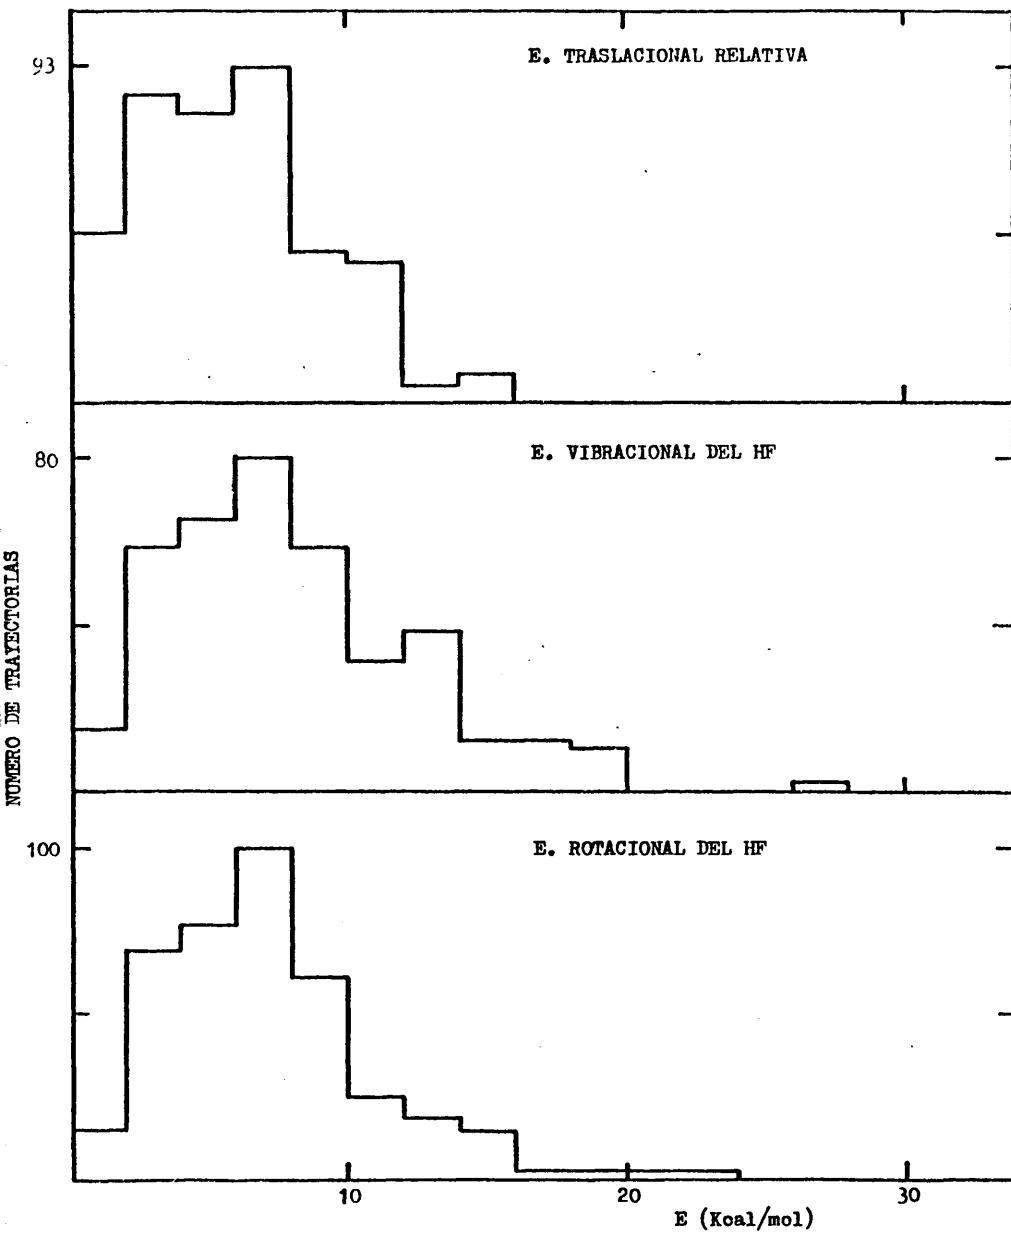 93
E. TRASLACIONAL RELATIVA
80
E. VIBRACIONAL DEL HF
NUMERO DE TRAYECTORIAS
100
E. ROTACIONAL DEL HF
10
20
30
E (Kcal/mol)